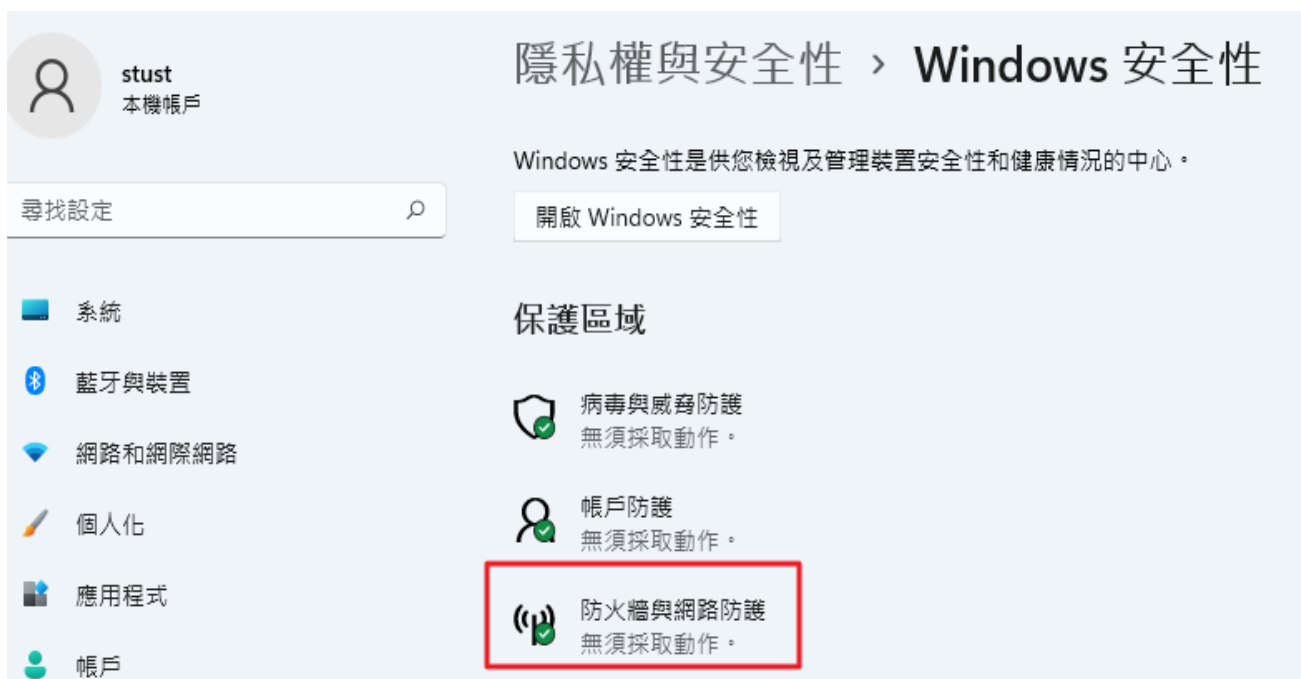 stust
本機帳戶
尋找設定
系統
藍牙與裝置
網路和網際網路
個人化
應用程式
帳戶
隱私權與安全性 › Windows 安全性
Windows 安全性是供您檢視及管理裝置安全性和健康情況的中心。
開啟 Windows 安全性
保護區域
病毒與威脅防護
無須採取動作。
帳戶防護
無須採取動作。
防火牆與網路防護
無須採取動作。